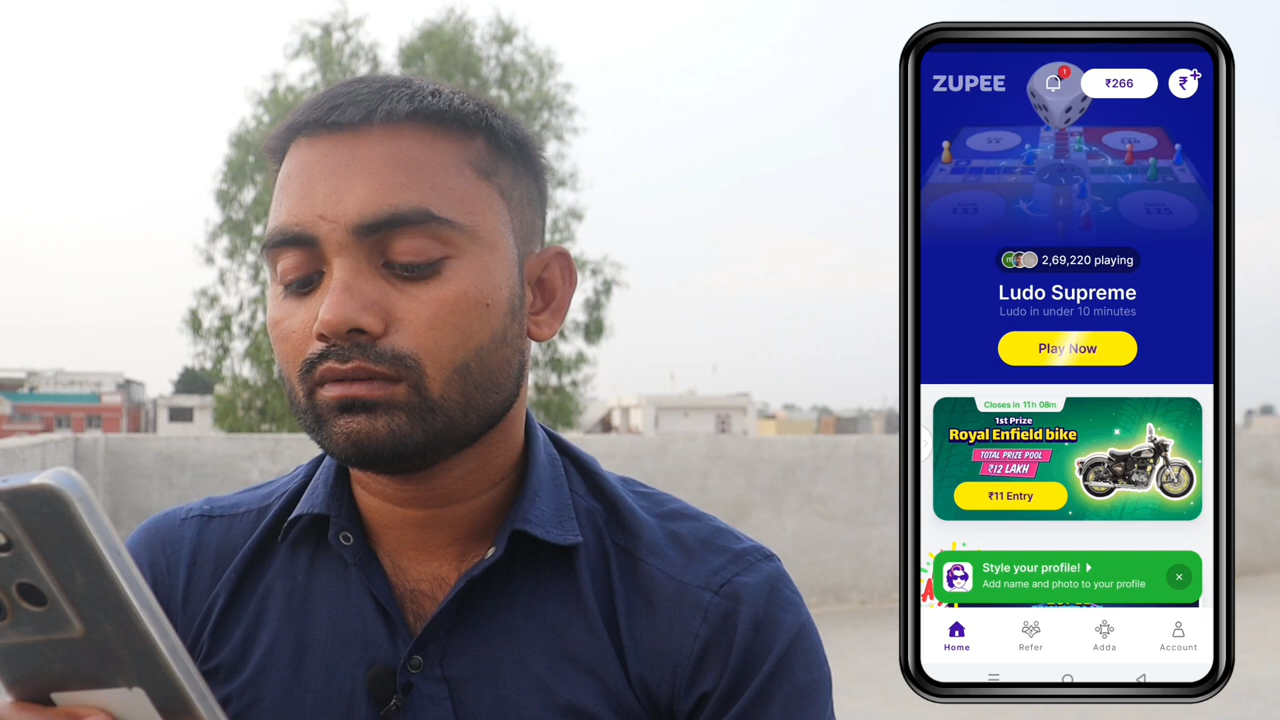 ZUPEE
1
₹266
₹+
2,69,220 playing
Ludo Supreme
Ludo in under 10 minutes
Play Now
Closes in 11h 08m
1st Prize
Royal Enfield bike
TOTAL PRIZE POOL
₹12 LAKH
₹11 Entry
Style your profile!
Add name and photo to your profile
Home
Refer
Adda
Account